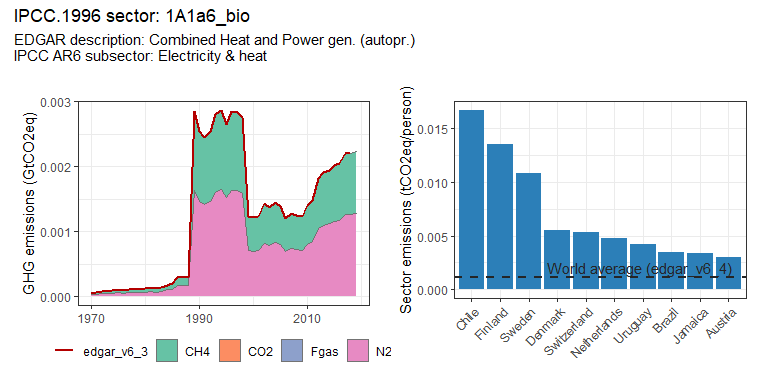 IPCC.1996 sector: 1A1a6_bio
EDGAR description: Combined Heat and Power gen. (autopr.)
IPCC AR6 subsector: Electricity & heat
GHG emissions (GtCO2eq)
0.003
0.002
0.001
0.000
1970
1990
2010
edgar_v6_3
CH4
CO2
Fgas
N2
Sector emissions (tCO2eq/person)
0.015
0.010
0.005
0.000
World average (edgar_v6_4)
Chile
Finland
Sweden
Denmark
Switzerland
Netherlands
Uruguay
Brazil
Jamaica
Austria